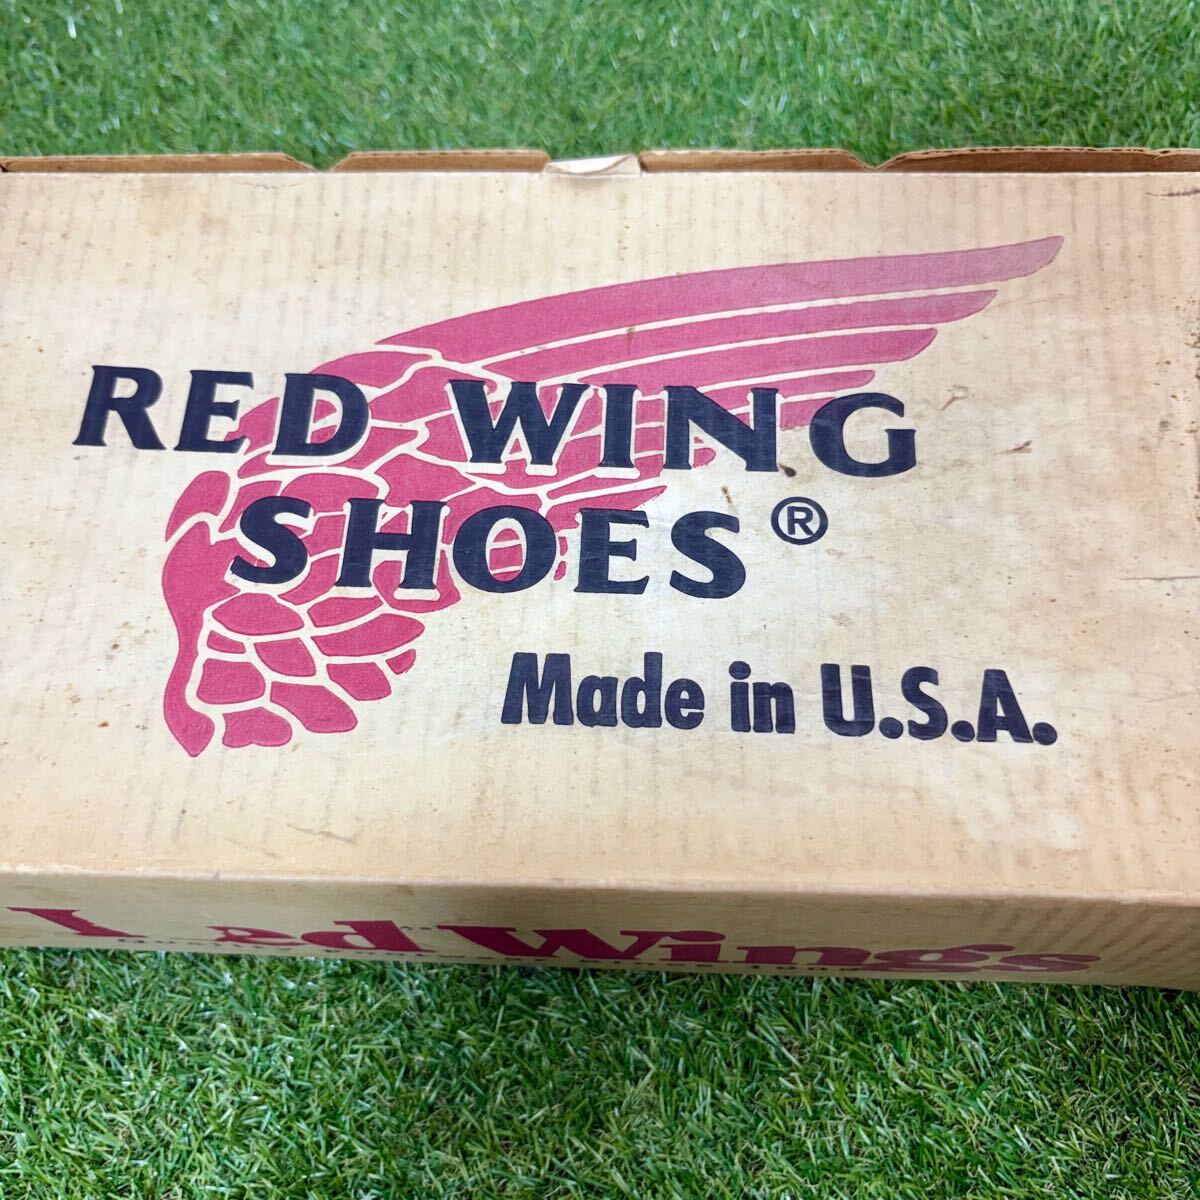 RED WING
SHOES®
Made in U.S.A.
Red Wings